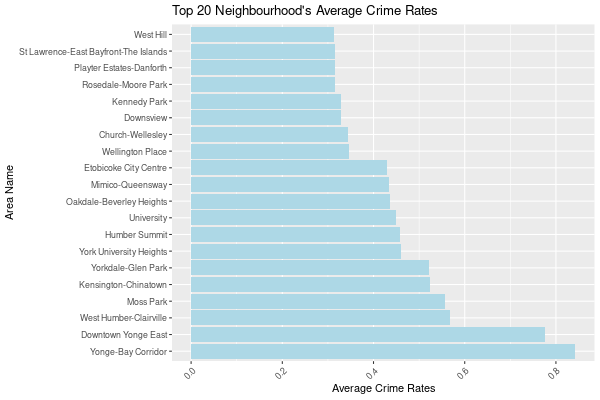 Top 20 Neighbourhood's Average Crime Rates
Area Name
West Hill
St Lawrence-East Bayfront-The Islands
Playter Estates-Danforth
Rosedale-Moore Park
Kennedy Park
Downsview
Church-Wellesley
Wellington Place
Etobicoke City Centre
Mimico-Queensway
Oakdale-Beverley Heights
University
Humber Summit
York University Heights
Yorkdale-Glen Park
Kensington-Chinatown
Moss Park
West Humber-Clairville
Downtown Yonge East
Yonge-Bay Corridor
0.0
0.2
0.4
0.6
0.8
Average Crime Rates